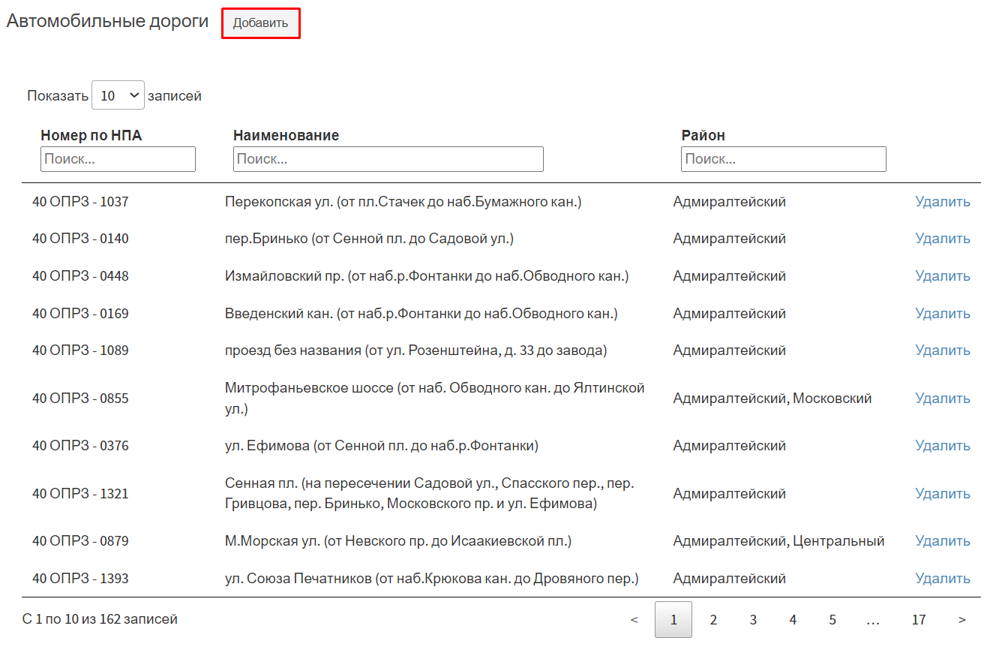 Автомобильные дороги Добавить
Показать 10 записей
Номер по НПА Наименование Район
Поиск... Поиск... Поиск...
40 ОПРЗ - 1037 Перекопская ул. (от пл.Стачек до наб.Бумажного кан.) Адмиралтейский Удалить
40 ОПРЗ - 0140 пер.Бринько (от Сенной пл. до Садовой ул.) Адмиралтейский Удалить
40 ОПРЗ - 0448 Измайловский пр. (от наб.р.Фонтанки до наб.Обводного кан.) Адмиралтейский Удалить
40 ОПРЗ - 0169 Введенский кан. (от наб.р.Фонтанки до наб.Обводного кан.) Адмиралтейский Удалить
40 ОПРЗ - 1089 проезд без названия (от ул. Розенштейна, д. 33 до завода) Адмиралтейский Удалить
40 ОПРЗ - 0855 Митрофаньевское шоссе (от наб. Обводного кан. до Ялтинской
ул.) Адмиралтейский, Московский Удалить
40 ОПРЗ - 0376 ул. Ефимова (от Сенной пл. до наб.р.Фонтанки) Адмиралтейский Удалить
40 ОПРЗ - 1321 Сенная пл. (на пересечении Садовой ул., Спасского пер., пер.
Гривцова, пер. Бринько, Московского пр. и ул. Ефимова) Адмиралтейский Удалить
40 ОПРЗ - 0879 М.Морская ул. (от Невского пр. до Исаакиевской пл.) Адмиралтейский, Центральный Удалить
40 ОПРЗ - 1393 ул. Союза Печатников (от наб.Крюкова кан. до Дровяного пер.) Адмиралтейский Удалить
С 1 по 10 из 162 записей < 1 2 3 4 5 ... 17 >